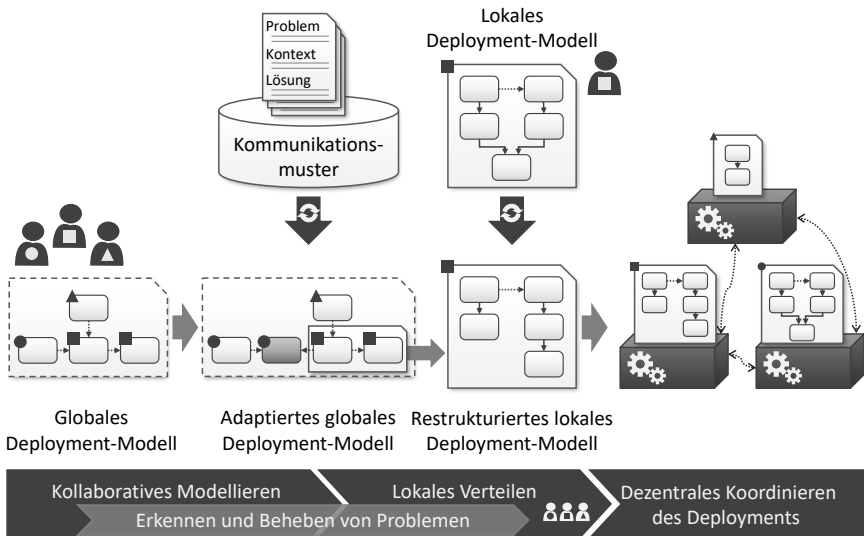 Problem
Kontext
Lösung
Kommunikations-
muster
Lokales
Deployment-Modell
Globales
Deployment-Modell
Adaptiertes globales
Deployment-Modell
Restrukturiertes lokales
Deployment-Modell
Kollaboratives Modellieren
Lokales Verteilen
Dezentrales Koordinieren
des Deployments
Erkennen und Beheben von Problemen